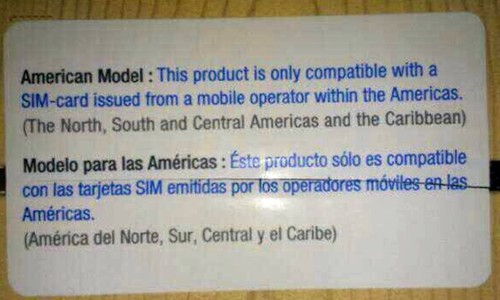 American Model : This product is only compatible with a
SIM-card issued from a mobile operator within the Americas.
(The North, South and Central Americas and the Caribbean)
Modelo para las Américas : Éste producto sólo es compatible
con las tarjetas SIM emitidas por los operadores móviles en las
Américas.
(América del Norte, Sur, Central y el Caribe)